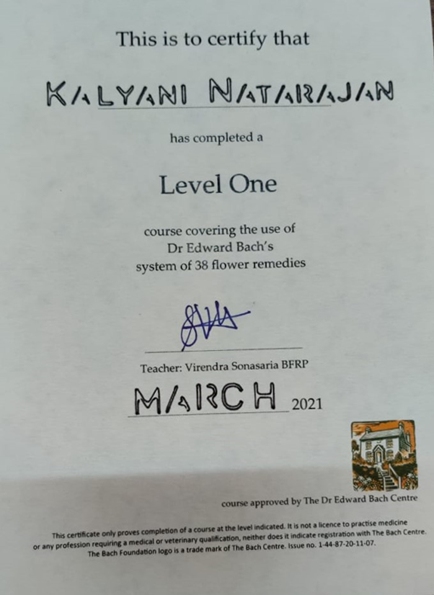 This is to certify that
KALYANI NATARAJAN
has completed a
Level One
course covering the use of
Dr Edward Bach's
system of 38 flower remedies
Teacher: Virendra Sonasaria BFRP
MARCH 2021
course approved by The Dr Edward Bach Centre
This certificate only proves completion of a course at the level indicated. It is not a licence to practise medicine
or any profession requiring a medical or veterinary qualification, neither does it indicate registration with The Bach Centre.
The Bach Foundation logo is a trade mark of The Bach Centre. Issue no. 1-44-87-20-11-07.